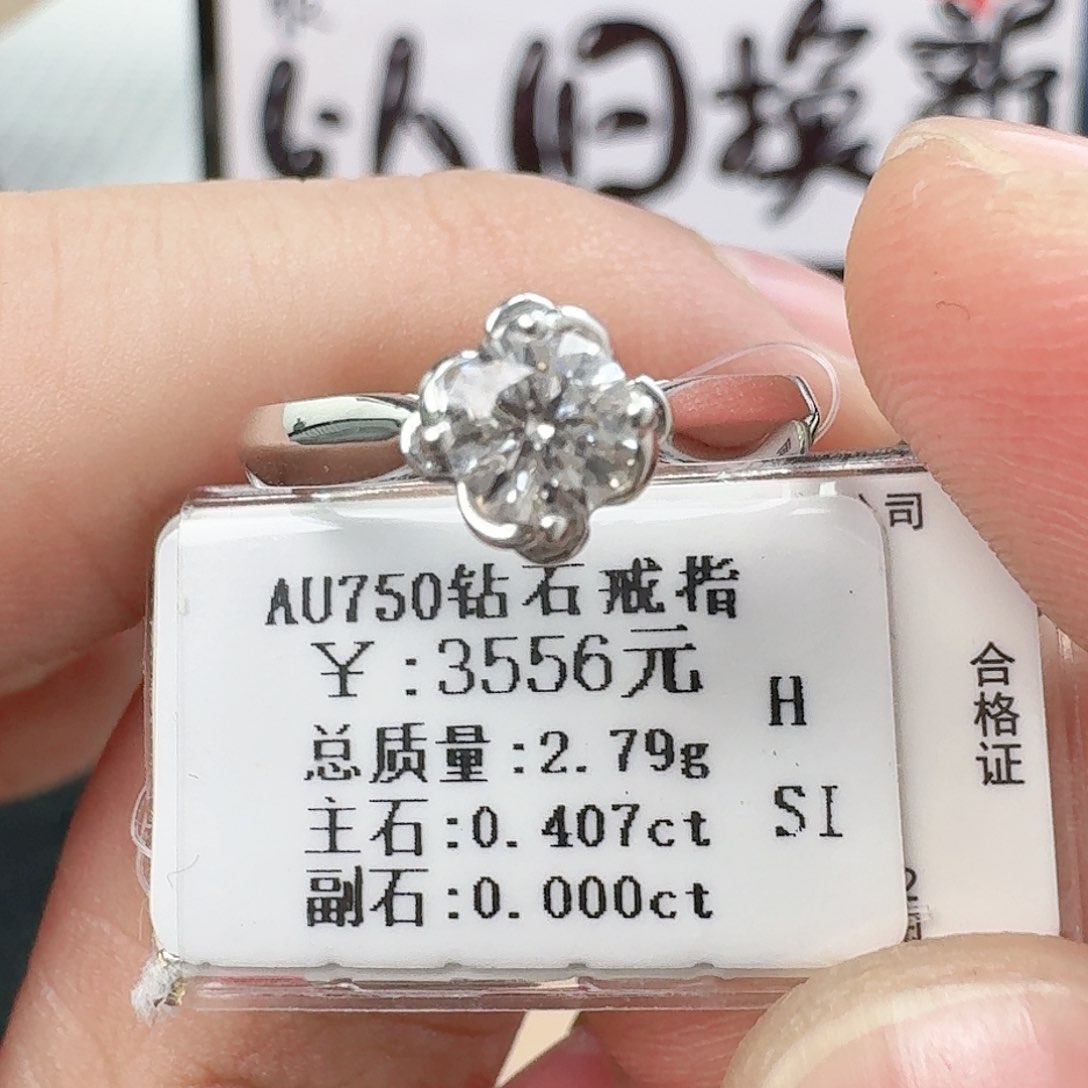 以旧换新
司
AU750钻石戒指
￥:3556元
H
总质量:2.79g
主石:0.407ct
SI
副石:0.000ct
合格证